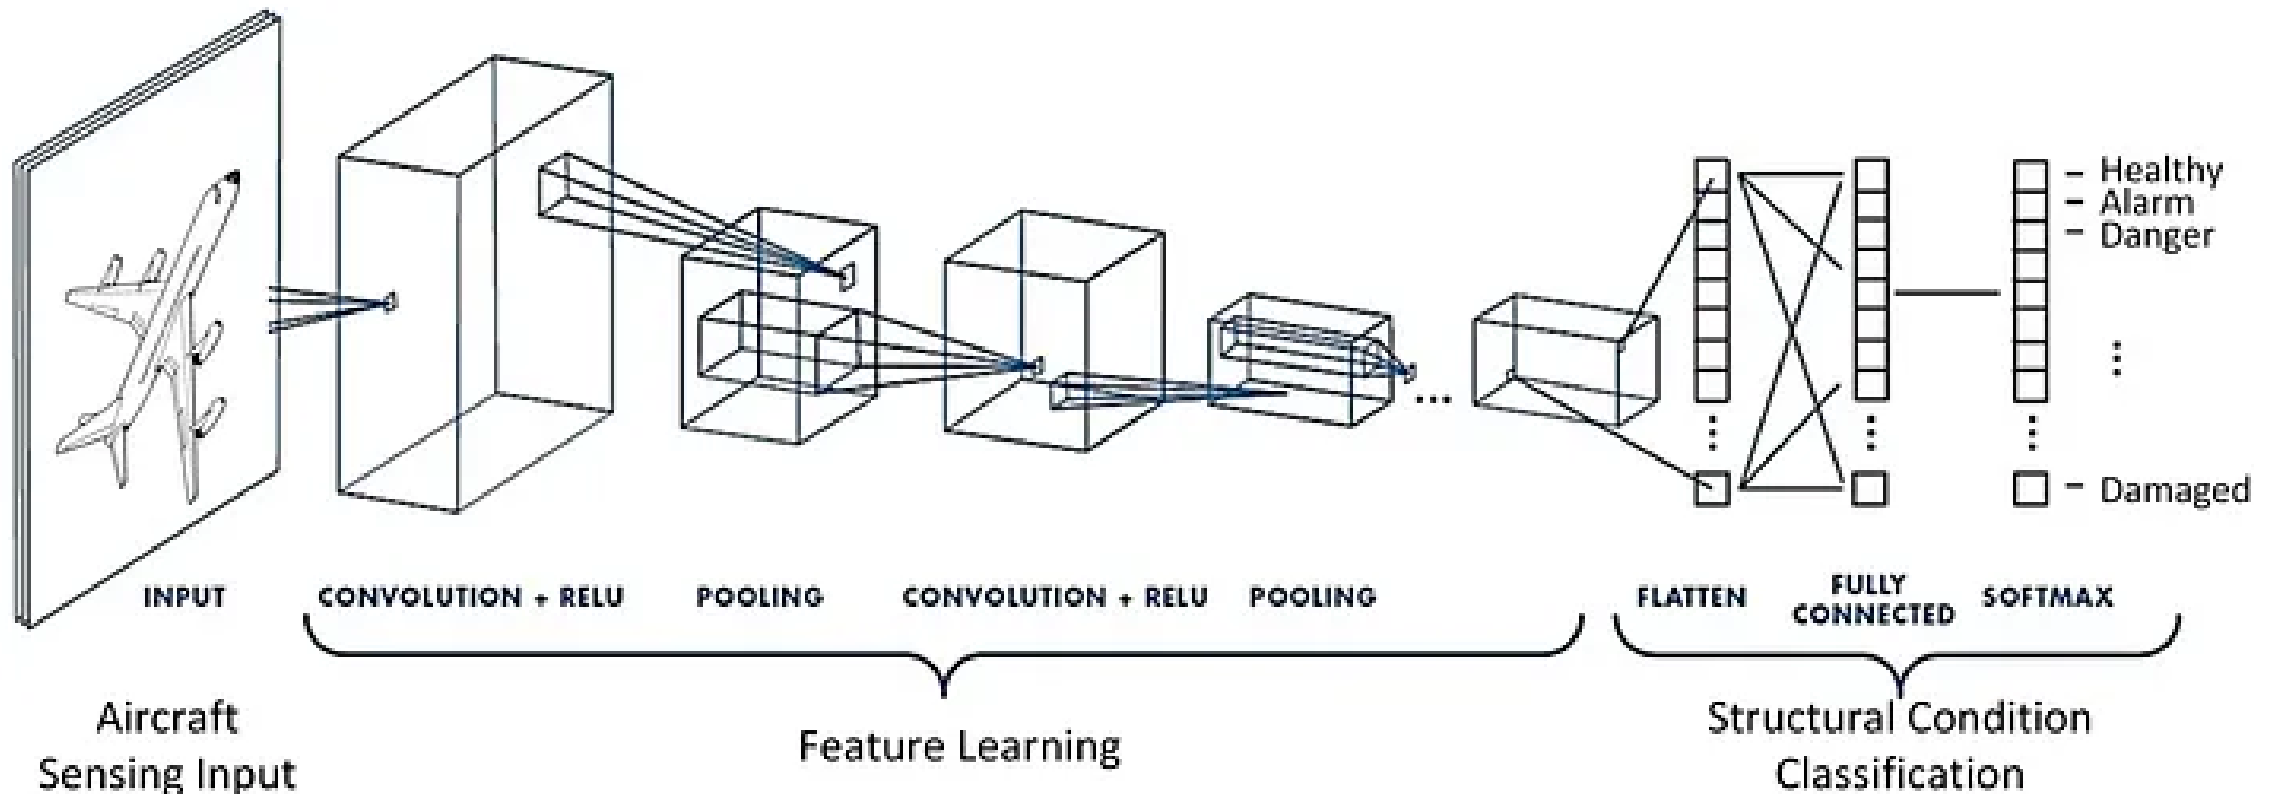 Healthy
Alarm
Danger
Damaged
INPUT
CONVOLUTION + RELU
POOLING
CONVOLUTION + RELU
POOLING
FLATTEN
FULLY
CONNECTED
SOFTMAX
Aircraft
Sensing Input
Feature Learning
Structural Condition
Classification